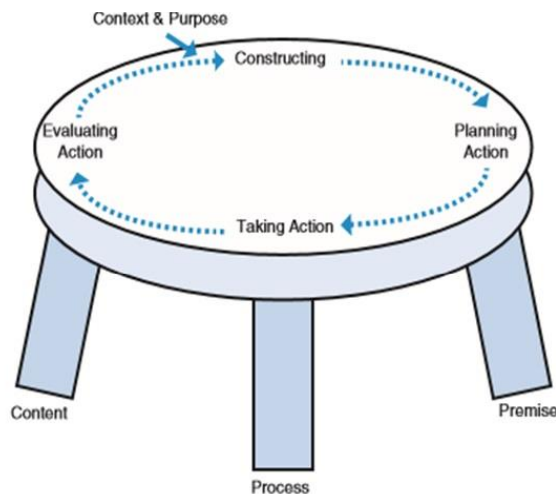 Context & Purpose
Constructing
Evaluating
Action
Planning
Action
Taking Action
Content
Process
Premise